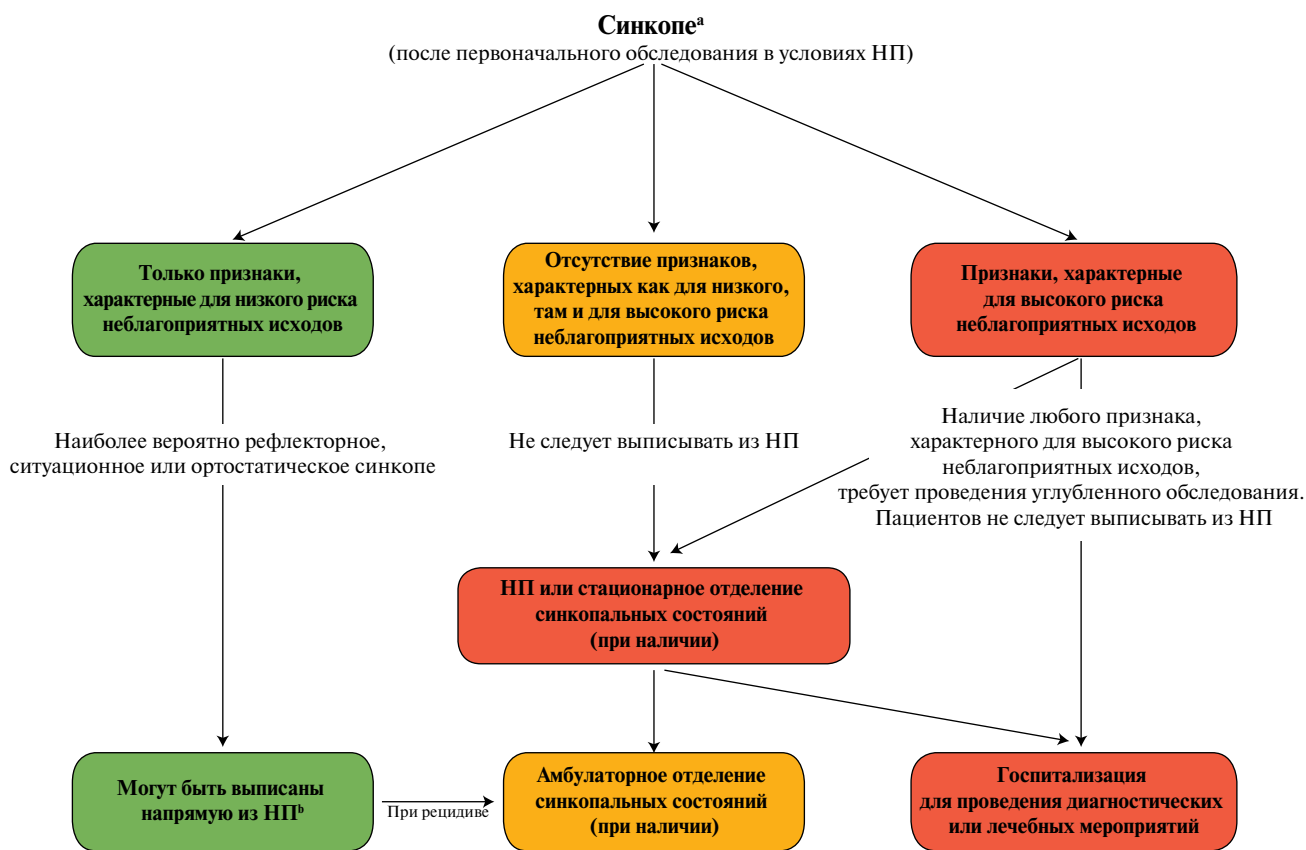 Синкопеᵃ
(после первоначального обследования в условиях НП)
Только признаки,
характерные для низкого риска
неблагоприятных исходов
Отсутствие признаков,
характерных как для низкого,
там и для высокого риска
неблагоприятных исходов
Признаки, характерные
для высокого риска
неблагоприятных исходов
Наиболее вероятно рефлекторное,
ситуационное или ортостатическое синкопе
Не следует выписывать из НП
Наличие любого признака,
характерного для высокого риска
неблагоприятных исходов,
требует проведения углубленного обследования.
Пациентов не следует выписывать из НП
НП или стационарное отделение
синкопальных состояний
(при наличии)
Могут быть выписаны
напрямую из НПᵇ
При рецидиве
Амбулаторное отделение
синкопальных состояний
(при наличии)
Госпитализация
для проведения диагностических
или лечебных мероприятий